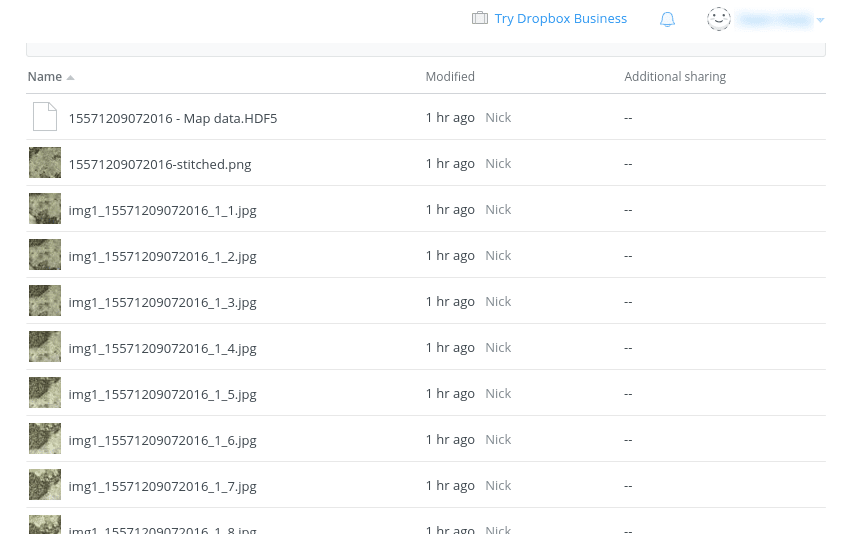 Try Dropbox Business
Name Modified Additional sharing
15571209072016 - Map data.HDF5 1 hr ago Nick --
15571209072016-stitched.png 1 hr ago Nick --
img1_15571209072016_1_1.jpg 1 hr ago Nick --
img1_15571209072016_1_2.jpg 1 hr ago Nick --
img1_15571209072016_1_3.jpg 1 hr ago Nick --
img1_15571209072016_1_4.jpg 1 hr ago Nick --
img1_15571209072016_1_5.jpg 1 hr ago Nick --
img1_15571209072016_1_6.jpg 1 hr ago Nick --
img1_15571209072016_1_7.jpg 1 hr ago Nick --
img1_15571209072016_1_8.jpg 1 hr ago Nick --